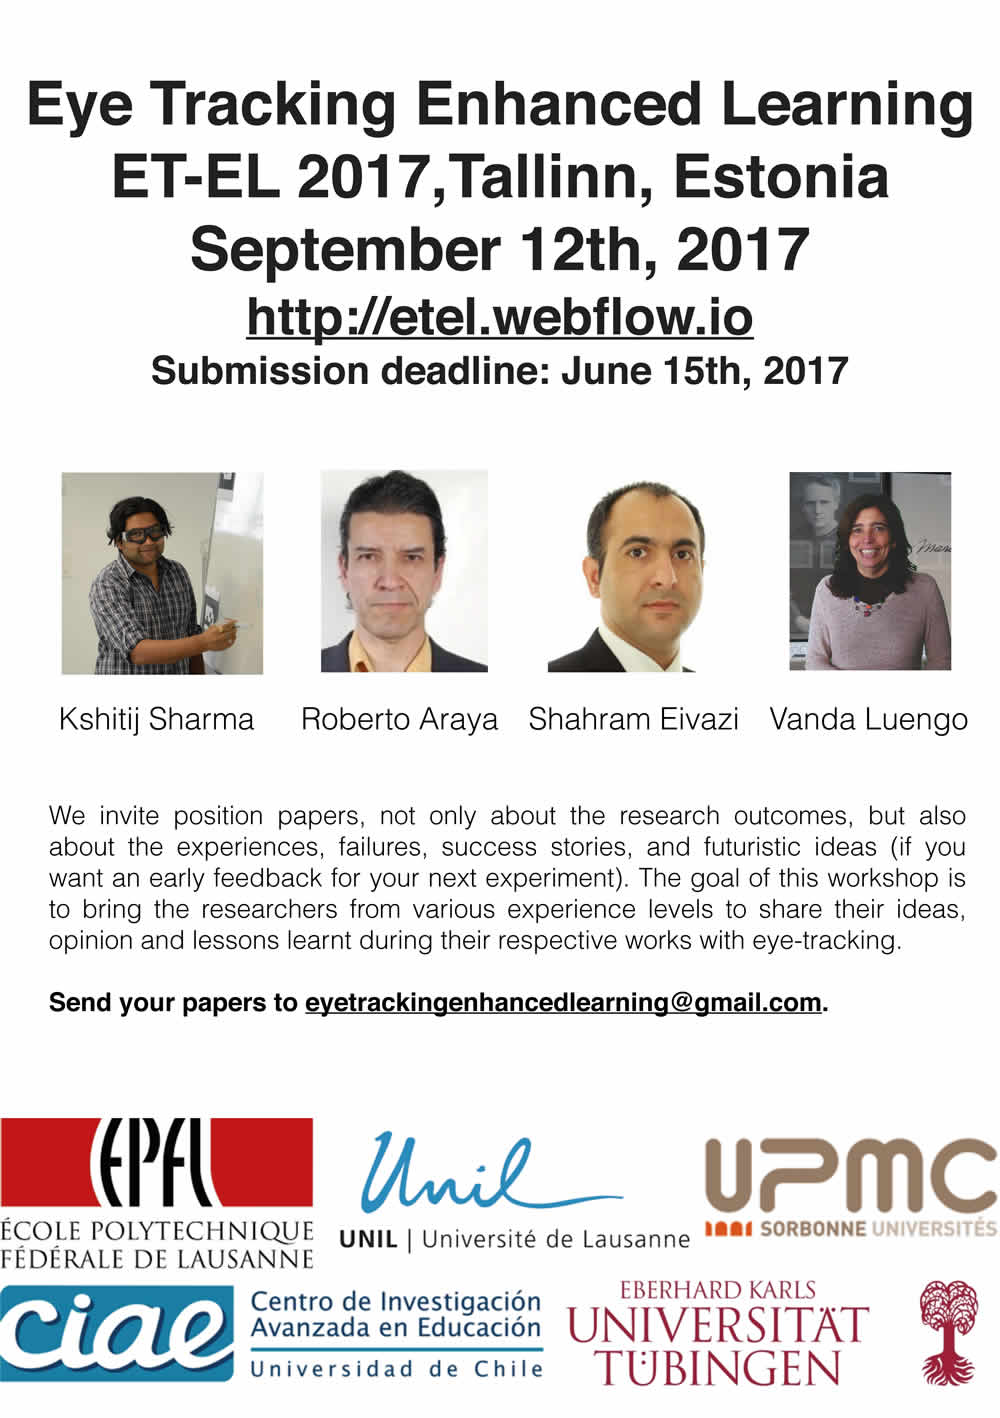 Eye Tracking Enhanced Learning
ET-EL 2017,Tallinn, Estonia
September 12th, 2017
http://etel.webflow.io
Submission deadline: June 15th, 2017
Kshitij Sharma
Roberto Araya
Shahram Eivazi
Vanda Luengo
We invite position papers, not only about the research outcomes, but also
about the experiences, failures, success stories, and futuristic ideas (if you
want an early feedback for your next experiment). The goal of this workshop is
to bring the researchers from various experience levels to share their ideas,
opinion and lessons learnt during their respective works with eye-tracking.
Send your papers to eyetrackingenhancedlearning@gmail.com.
EPFL
ÉCOLE POLYTECHNIQUE
FÉDÉRALE DE LAUSANNE
Unil
UNIL | Université de Lausanne
UPMC
SORBONNE UNIVERSITÉS
ciae
Centro de Investigación
Avanzada en Educación
Universidad de Chile
EBERHARD KARLS
UNIVERSITÄT
TÜBINGEN